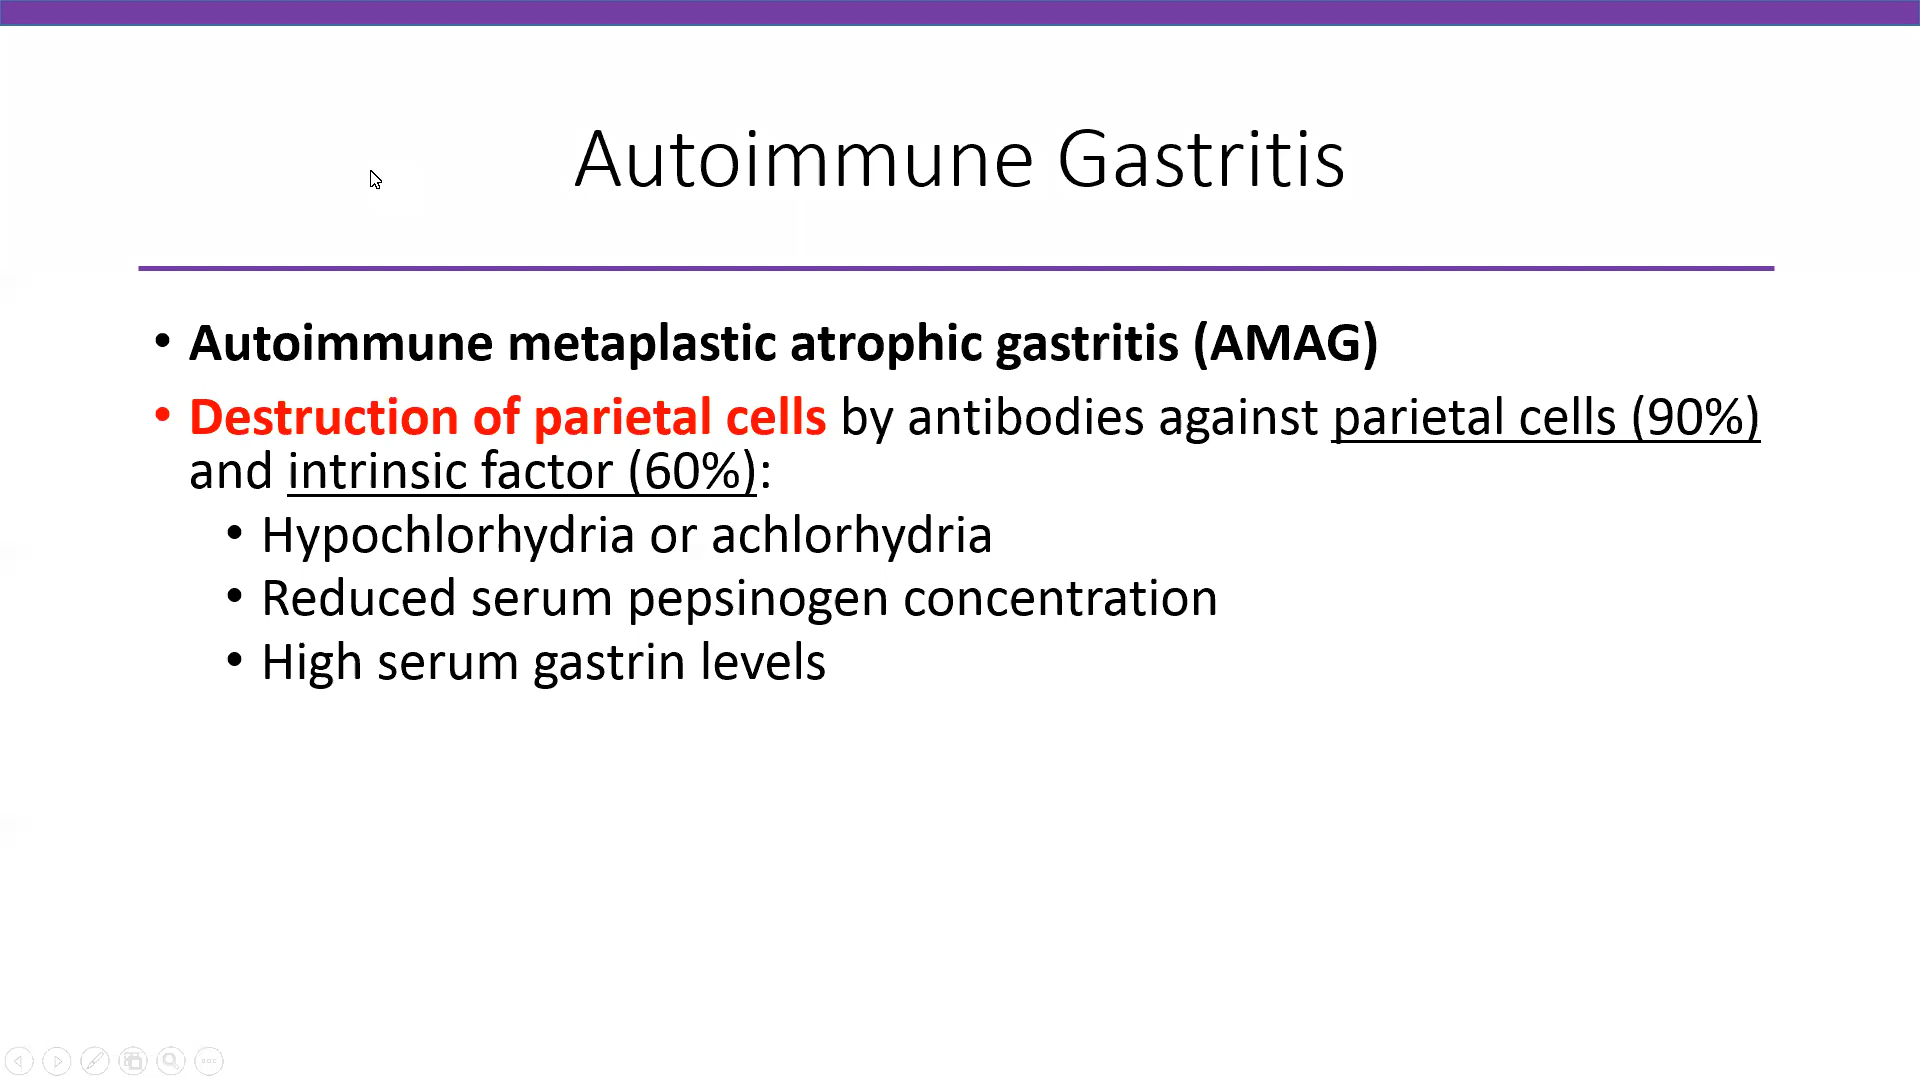 Autoimmune Gastritis
• Autoimmune metaplastic atrophic gastritis (AMAG)
• Destruction of parietal cells by antibodies against parietal cells (90%)
and intrinsic factor (60%):
• Hypochlorhydria or achlorhydria
• Reduced serum pepsinogen concentration
• High serum gastrin levels